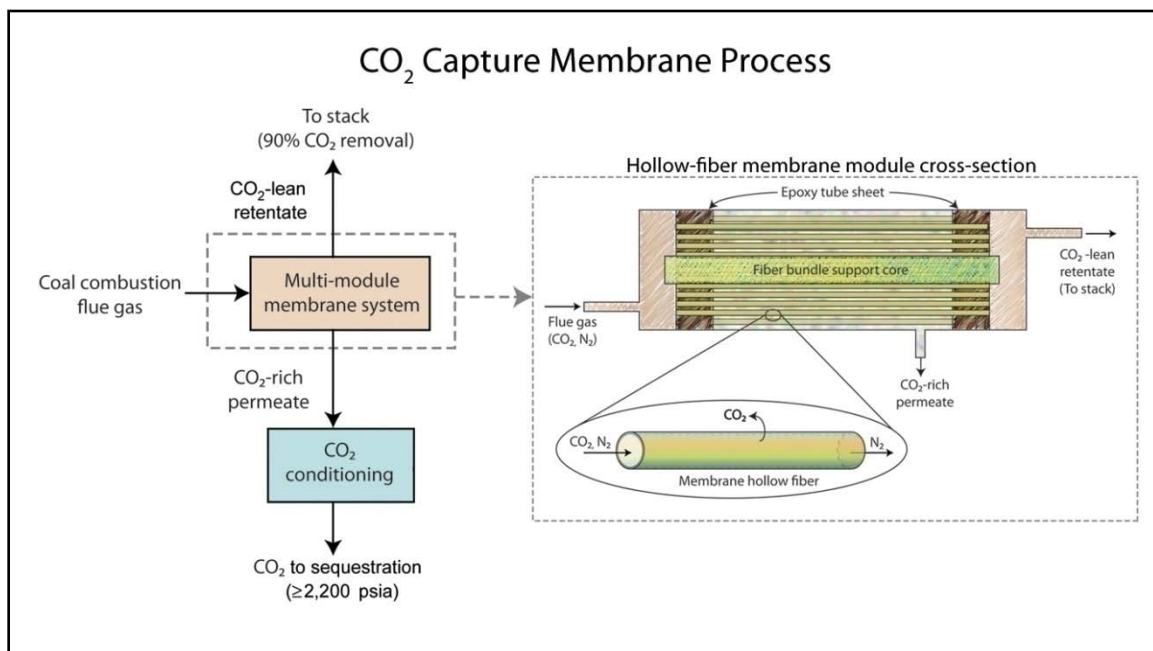 CO₂ Capture Membrane Process
To stack
(90% CO₂ removal)
CO₂-lean
retentate
Coal combustion
flue gas
Multi-module
membrane system
CO₂-rich
permeate
CO₂
conditioning
CO₂ to sequestration
(≥2,200 psia)
Hollow-fiber membrane module cross-section
Epoxy tube sheet
Fiber bundle support core
CO₂ -lean
retentate
(To stack)
Flue gas
(CO₂, N₂)
CO₂-rich
permeate
CO₂
CO₂, N₂
N₂
Membrane hollow fiber